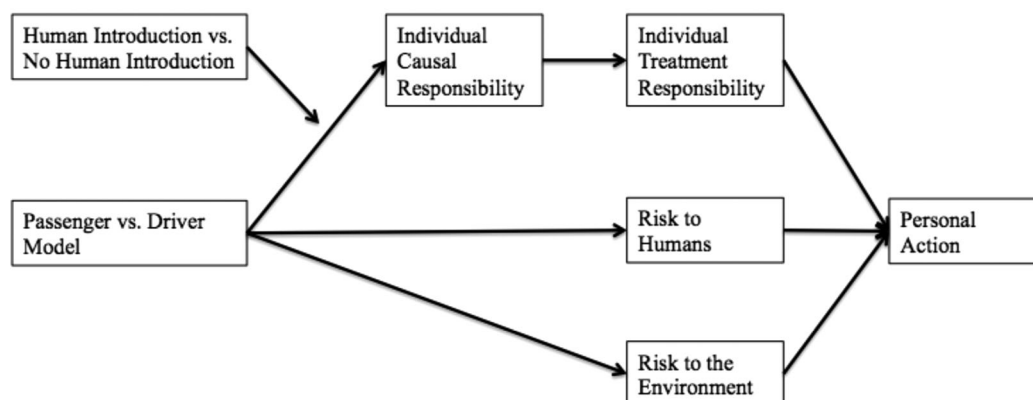 Human Introduction vs.
No Human Introduction
Individual
Causal
Responsibility
Individual
Treatment
Responsibility
Passenger vs. Driver
Model
Risk to
Humans
Personal
Action
Risk to the
Environment